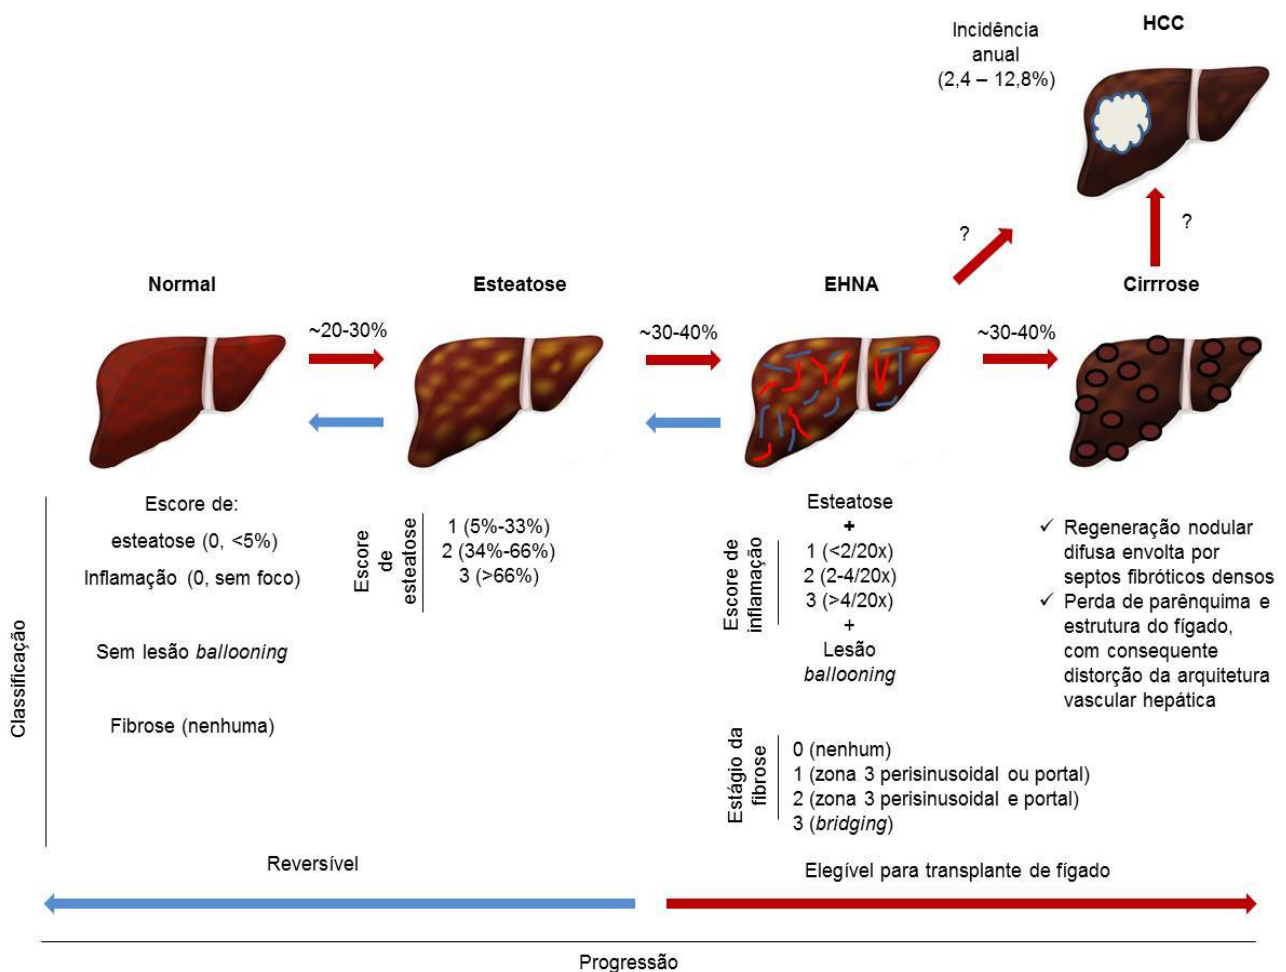 Incidência
anual
(2,4 – 12,8%)
HCC
?
?
Normal
Esteatose
EHNA
Cirrrose
~20-30%
~30-40%
~30-40%
Classificação
Escore de:
esteatose (0, <5%)
Inflamação (0, sem foco)
Sem lesão ballooning
Fibrose (nenhuma)
Escore
de
esteatose
1 (5%-33%)
2 (34%-66%)
3 (>66%)
Esteatose
+
Escore de
inflamação
1 (<2/20x)
2 (2-4/20x)
3 (>4/20x)
+
Lesão
ballooning
Estágio da
fibrose
0 (nenhum)
1 (zona 3 perisinusoidal ou portal)
2 (zona 3 perisinusoidal e portal)
3 (bridging)
✓ Regeneração nodular
difusa envolta por
septos fibróticos densos
✓ Perda de parênquima e
estrutura do fígado,
com consequente
distorção da arquitetura
vascular hepática
Reversível
Elegível para transplante de fígado
Progressão